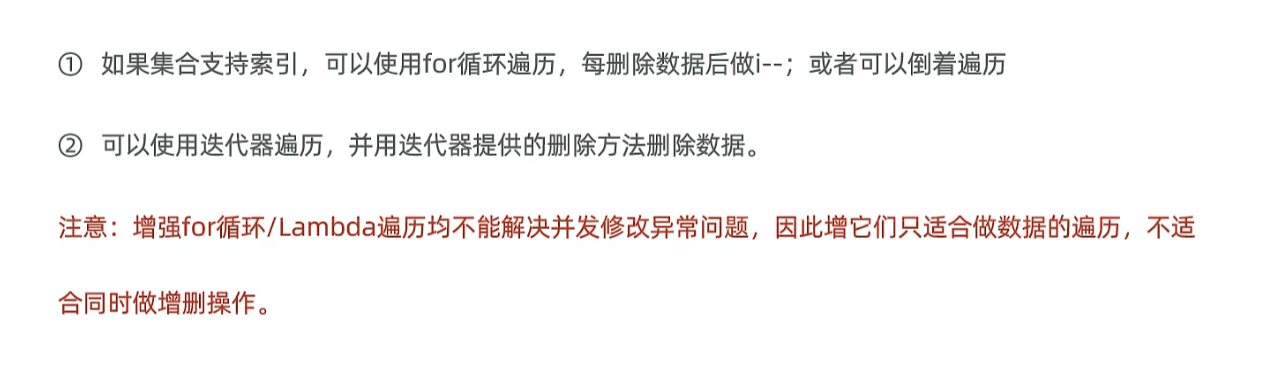 ① 如果集合支持索引，可以使用for循环遍历，每删除数据后做i--；或者可以倒着遍历
② 可以使用迭代器遍历，并用迭代器提供的删除方法删除数据。
注意：增强for循环/Lambda遍历均不能解决并发修改异常问题，因此增它们只适合做数据的遍历，不适
合同时做增删操作。